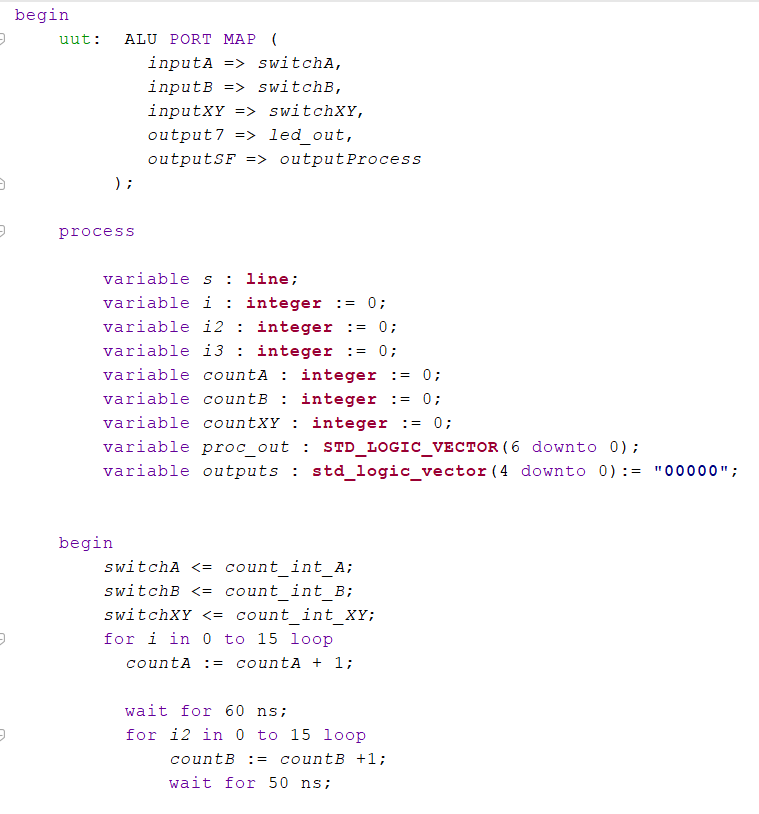 begin
uut: ALU PORT MAP (
inputA => switchA,
inputB => switchB,
inputXY => switchXY,
output7 => led_out,
outputSF => outputProcess
);
process
variable s : line;
variable i : integer := 0;
variable i2 : integer := 0;
variable i3 : integer := 0;
variable countA : integer := 0;
variable countB : integer := 0;
variable countXY : integer := 0;
variable proc_out : STD_LOGIC_VECTOR(6 downto 0);
variable outputs : std_logic_vector(4 downto 0):= "00000";
begin
switchA <= count_int_A;
switchB <= count_int_B;
switchXY <= count_int_XY;
for i in 0 to 15 loop
countA := countA + 1;
wait for 60 ns;
for i2 in 0 to 15 loop
countB := countB +1;
wait for 50 ns;